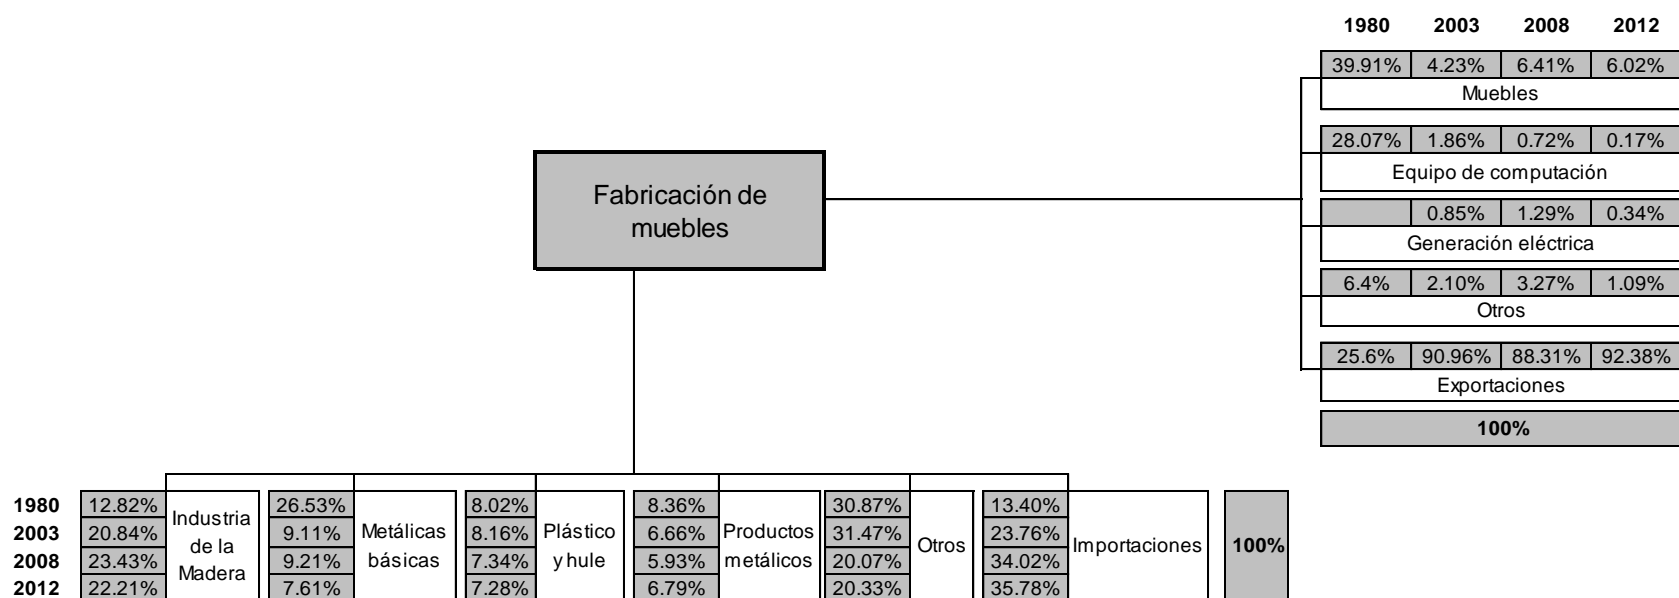 1980 2003 2008 2012
39.91% 4.23% 6.41% 6.02%
Muebles
28.07% 1.86% 0.72% 0.17%
Equipo de computación
0.85% 1.29% 0.34%
Generación eléctrica
6.4% 2.10% 3.27% 1.09%
Otros
25.6% 90.96% 88.31% 92.38%
Exportaciones
100%
Fabricación de
muebles
1980 12.82% 26.53% 8.02% 8.36% 30.87% 13.40%
2003 20.84% 9.11% 8.16% 6.66% 31.47% 23.76%
2008 23.43% 9.21% 7.34% 5.93% 20.07% 34.02%
2012 22.21% 7.61% 7.28% 6.79% 20.33% 35.78%
Industria
de la
Madera
Metálicas
básicas
Plástico
y hule
Productos
metálicos
Otros
Importaciones
100%